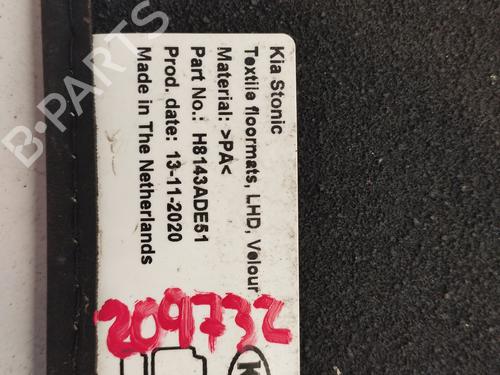 Kia Stonic
Textile floormats, LHD, Velour
Material: >PA<
Part No.: H8143ADE51
Prod. date: 13-11-2020
Made in The Netherlands
209732
B-PARTS